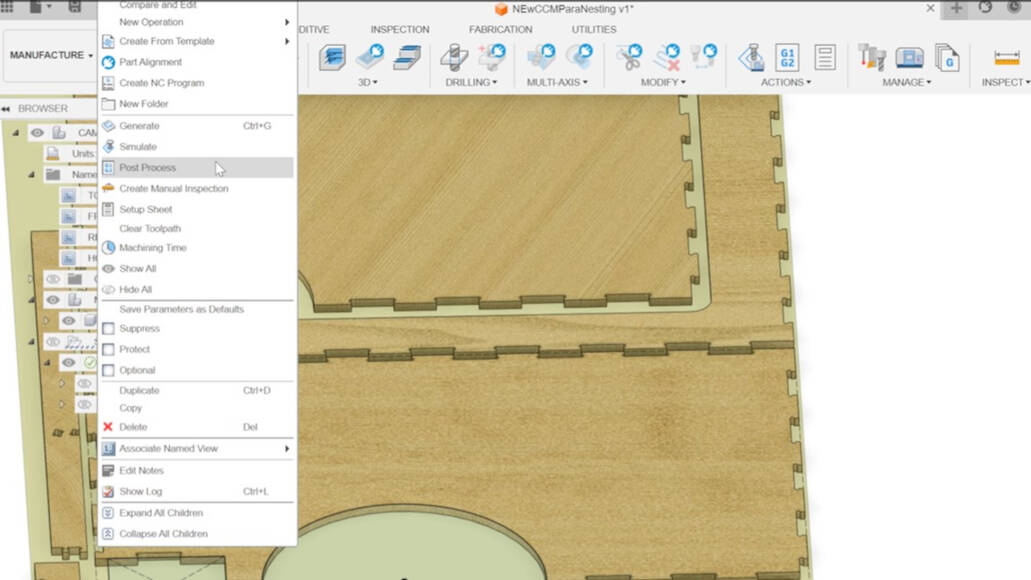 Compare and Edit
NEwCCMParaNesting v1*
New Operation
DITIVE INSPECTION FABRICATION UTILITIES
MANUFACTURE
Create From Template
Part Alignment
Create NC Program
New Folder
3D DRILLING MULTI-AXIS MODIFY ACTIONS MANAGE INSPECT
G1
G2
G
BROWSER
Generate Ctrl+G
Simulate
Post Process
Create Manual Inspection
Setup Sheet
Clear Toolpath
Machining Time
Show All
Hide All
Save Parameters as Defaults
Suppress
Protect
Optional
Duplicate Ctrl+D
Copy
Delete Del
Associate Named View
Edit Notes
Show Log Ctrl+L
Expand All Children
Collapse All Children
CAM
Units:
Name